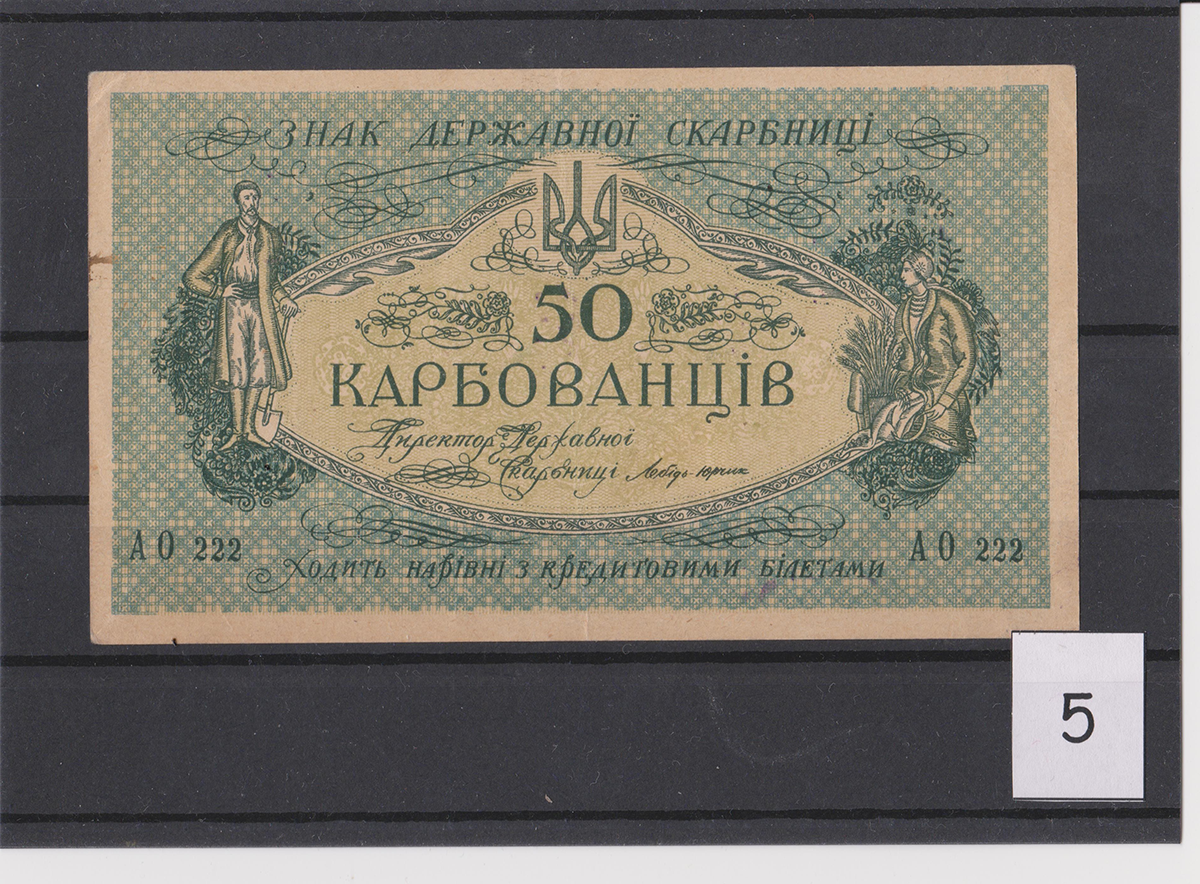 ЗНАК ДЕРЖАВНОЇ СКАРБНИЦІ
50
КАРБОВАНЦІВ
Директор Державної
Скарбниці Лебідь-Юрчик
АО 222 АО 222
ХОДИТЬ НАРІВНІ З КРЕДИТОВИМИ БІЛЕТАМИ
5